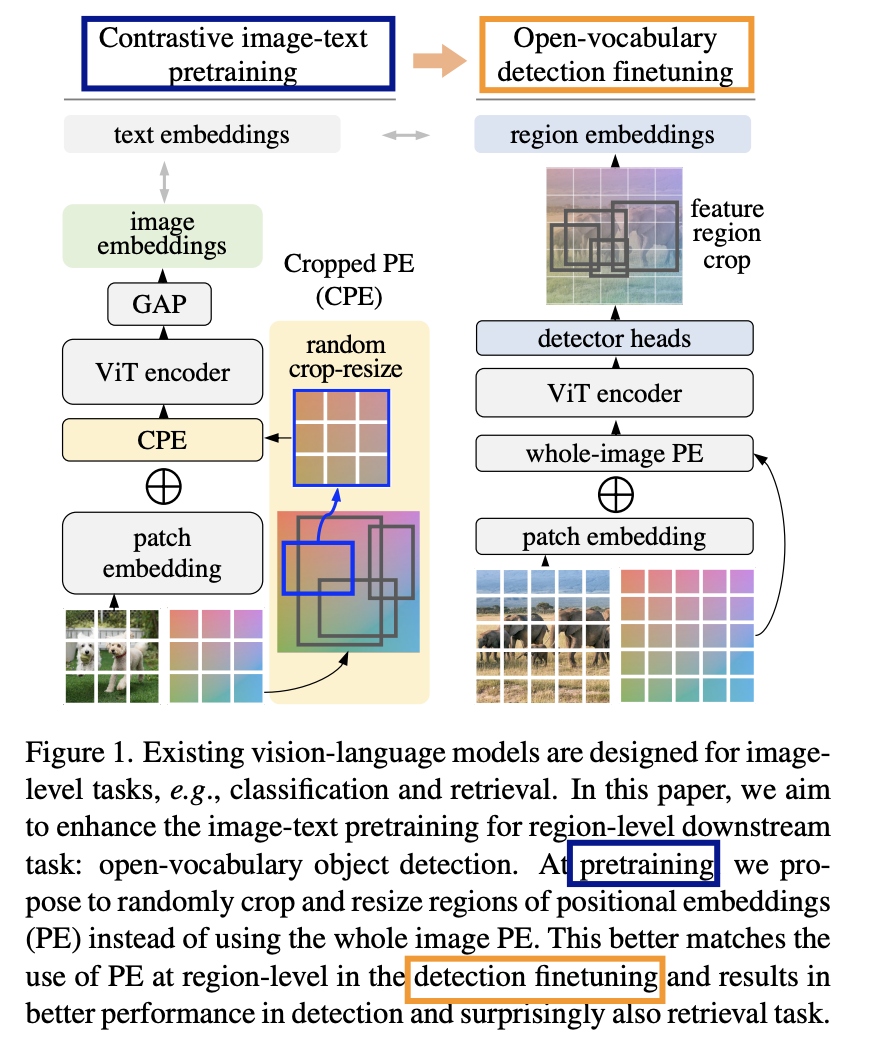 Contrastive image-text
pretraining
Open-vocabulary
detection finetuning
text embeddings
region embeddings
image
embeddings
GAP
ViT encoder
CPE
patch
embedding
Cropped PE
(CPE)
random
crop-resize
feature
region
crop
detector heads
ViT encoder
whole-image PE
patch embedding
Figure 1. Existing vision-language models are designed for image-
level tasks, e.g., classification and retrieval. In this paper, we aim
to enhance the image-text pretraining for region-level downstream
task: open-vocabulary object detection. At pretraining, we pro-
pose to randomly crop and resize regions of positional embeddings
(PE) instead of using the whole image PE. This better matches the
use of PE at region-level in the detection finetuning and results in
better performance in detection and surprisingly also retrieval task.